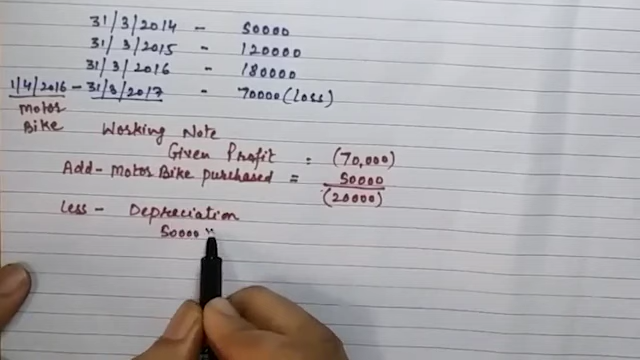 31/3/2014 - 50000
31/3/2015 - 120000
31/3/2016 - 180000
1/4/2016 - 31/3/2017 - 70000 (Loss)
Motor
Bike
Working Note
Given Profit = (70,000)
Add - Motor Bike purchased = 50000
(20000)
Less - Depreciation
50000